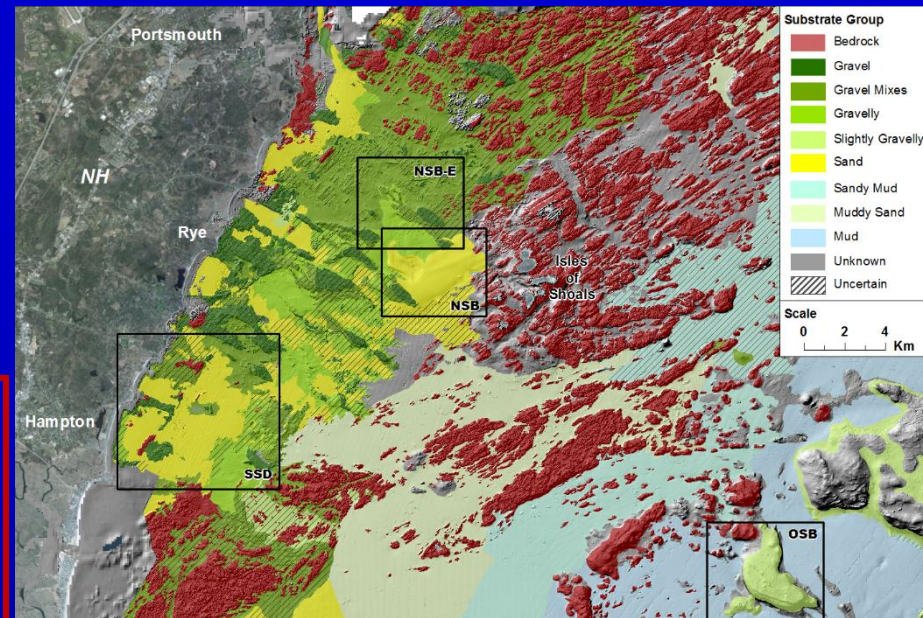 Portsmouth
NH
Rye
Hampton
NSB-E
NSB
Isles
of
Shoals
SSD
OSB
Substrate Group
Bedrock
Gravel
Gravel Mixes
Gravelly
Slightly Gravelly
Sand
Sandy Mud
Muddy Sand
Mud
Unknown
Uncertain
Scale
0 2 4
Km